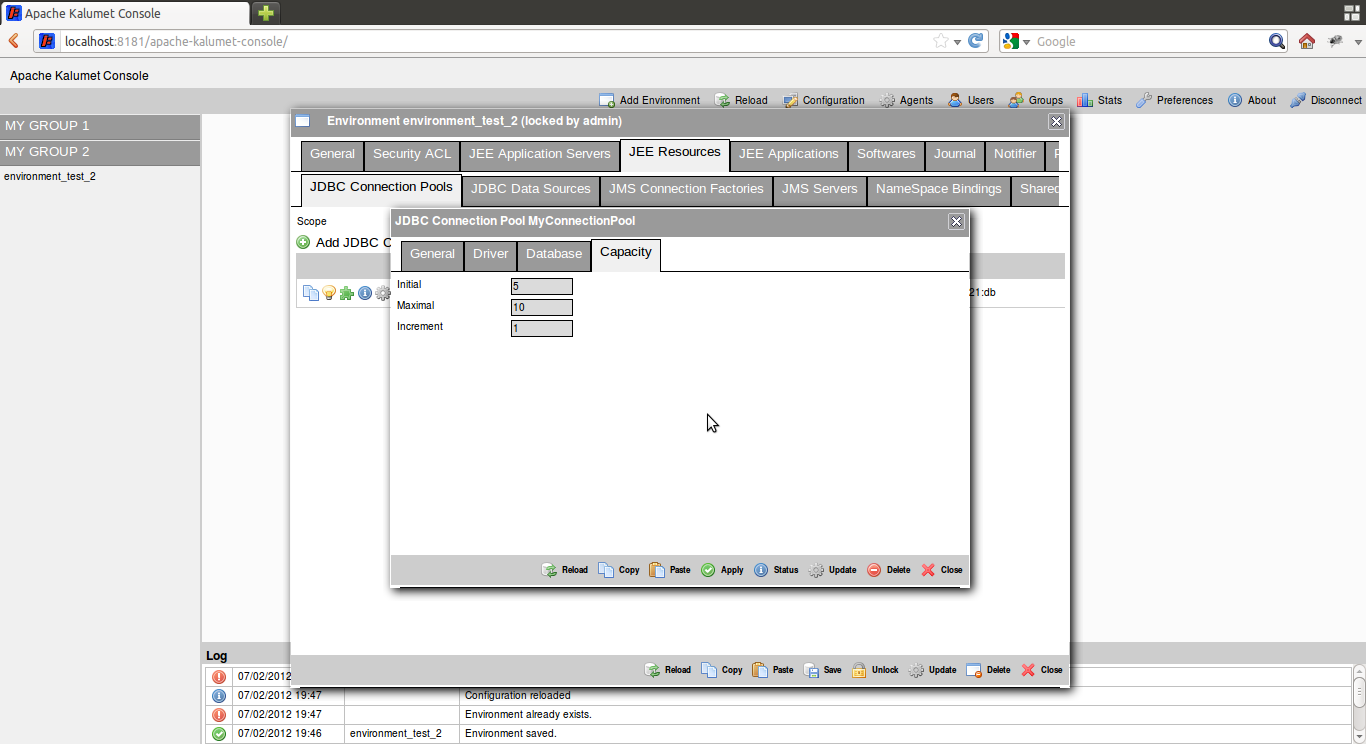 Apache Kalumet Console
localhost:8181/apache-kalumet-console/
Google
Apache Kalumet Console
Add Environment Reload Configuration Agents Users Groups Stats Preferences About Disconnect
MY GROUP 1
MY GROUP 2
environment_test_2
Environment environment_test_2 (locked by admin)
General Security ACL JEE Application Servers JEE Resources JEE Applications Softwares Journal Notifier
JDBC Connection Pools JDBC Data Sources JMS Connection Factories JMS Servers NameSpace Bindings Shared
Scope
Add JDBC C
21:db
JDBC Connection Pool MyConnectionPool
General Driver Database Capacity
Initial 5
Maximal 10
Increment 1
Reload Copy Paste Apply Status Update Delete Close
Reload Copy Paste Save Unlock Update Delete Close
Log
07/02/2012
07/02/2012 19:47 Configuration reloaded
07/02/2012 19:47 Environment already exists.
07/02/2012 19:46 environment_test_2 Environment saved.